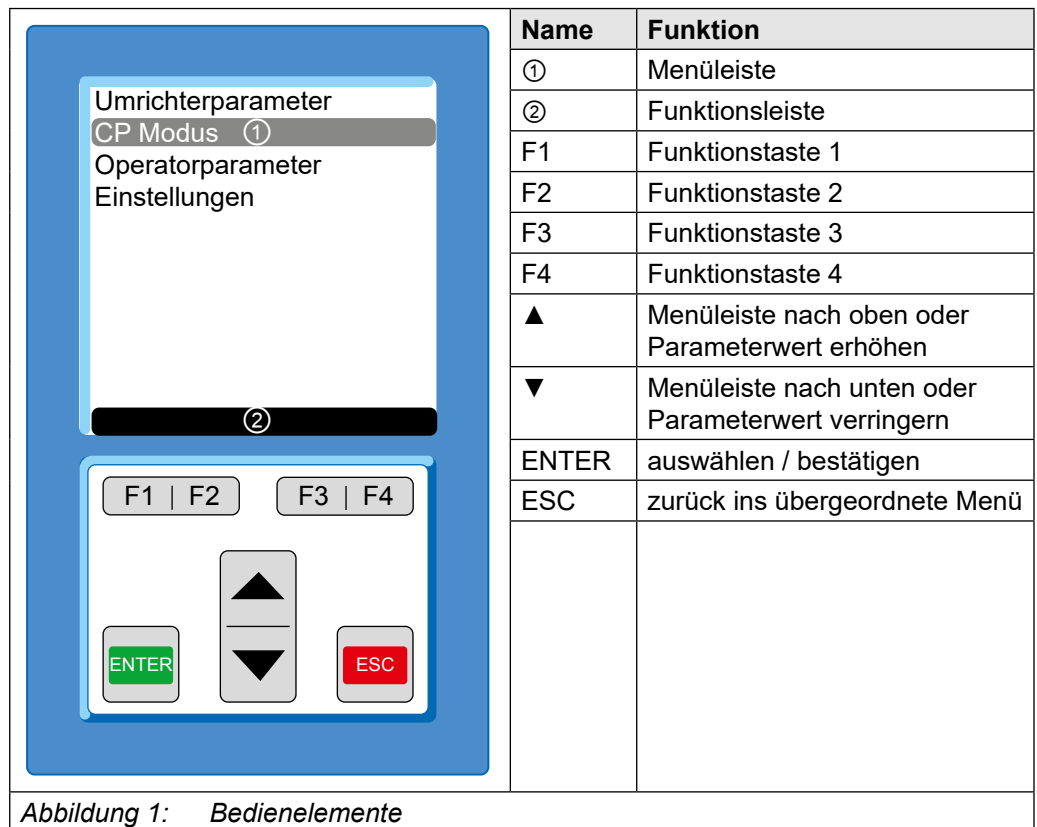 Umrichterparameter
CP Modus ①
Operatorparameter
Einstellungen
②
F1 | F2
F3 | F4
ENTER
ESC
Name Funktion
① Menüleiste
② Funktionsleiste
F1 Funktionstaste 1
F2 Funktionstaste 2
F3 Funktionstaste 3
F4 Funktionstaste 4
▲ Menüleiste nach oben oder
Parameterwert erhöhen
▼ Menüleiste nach unten oder
Parameterwert verringern
ENTER auswählen / bestätigen
ESC zurück ins übergeordnete Menü
Abbildung 1: Bedienelemente